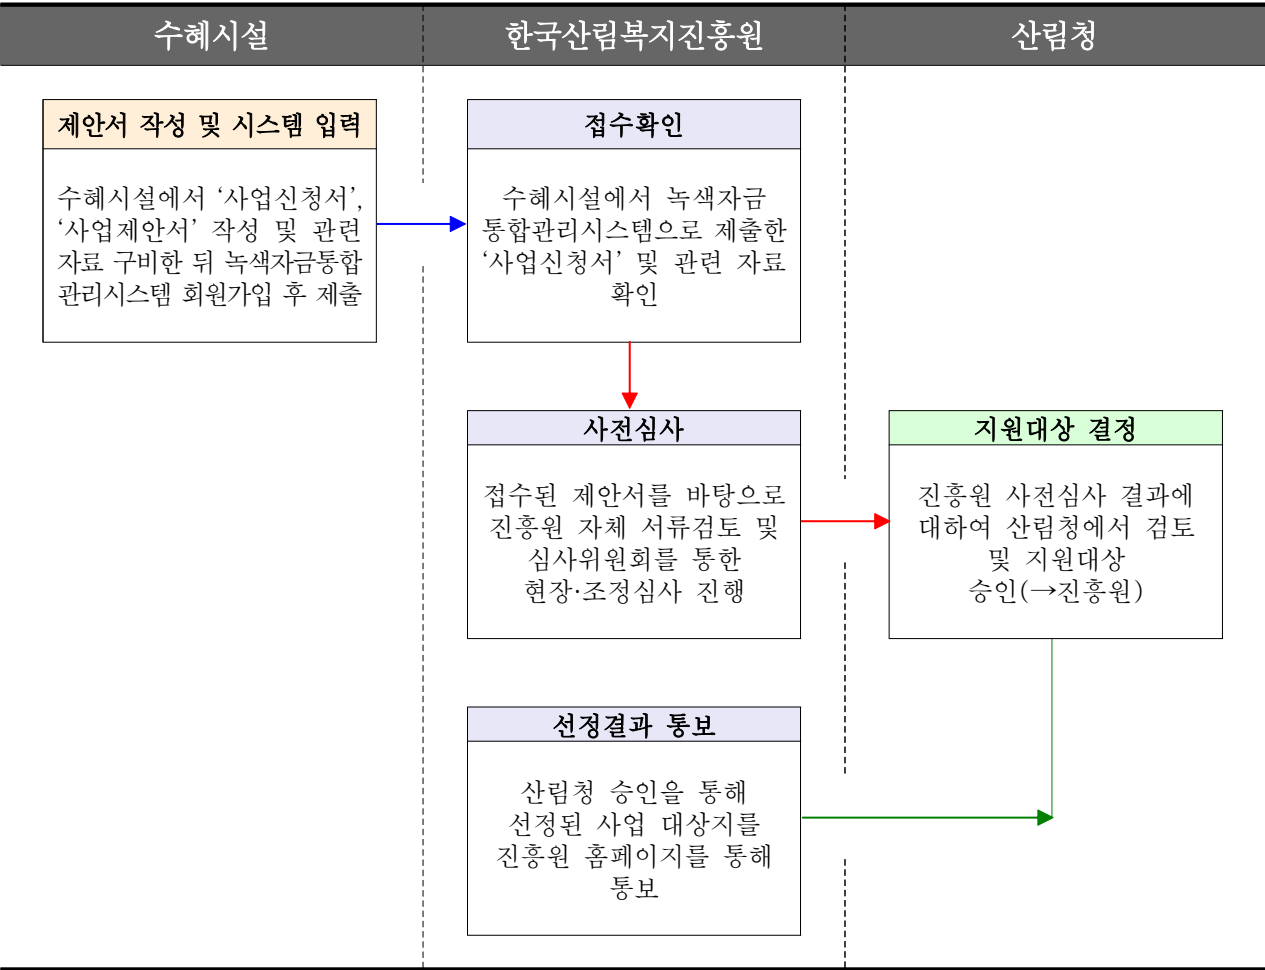 수혜시설
한국산림복지진흥원
산림청
제안서 작성 및 시스템 입력
수혜시설에서 ‘사업신청서’,
‘사업제안서’ 작성 및 관련
자료 구비한 뒤 녹색자금통합
관리시스템 회원가입 후 제출
접수확인
수혜시설에서 녹색자금
통합관리시스템으로 제출한
‘사업신청서’ 및 관련 자료
확인
사전심사
접수된 제안서를 바탕으로
진흥원 자체 서류검토 및
심사위원회를 통한
현장·조정심사 진행
지원대상 결정
진흥원 사전심사 결과에
대하여 산림청에서 검토
및 지원대상
승인(→진흥원)
선정결과 통보
산림청 승인을 통해
선정된 사업 대상지를
진흥원 홈페이지를 통해
통보